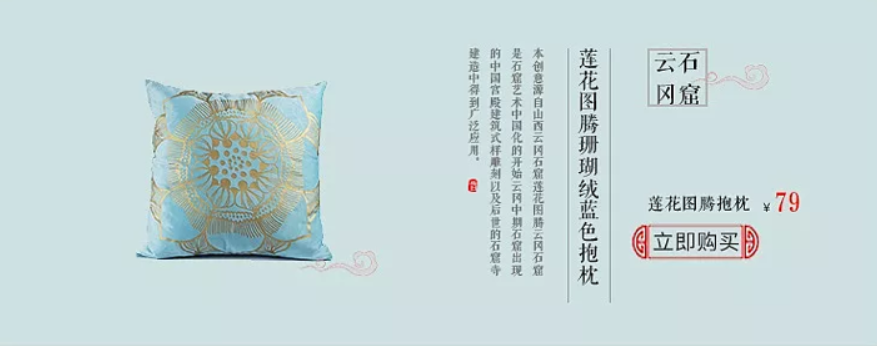 云冈
石窟
莲花图腾珊瑚绒蓝色抱枕
本创意源自山西云冈石窟莲花图腾云冈石窟
是石窟艺术中国化的开始云冈中期石窟出现
的中国宫殿建筑式样雕刻以及后世的石窟寺
建造中得到广泛应用。
莲花图腾抱枕 ¥79
立即购买